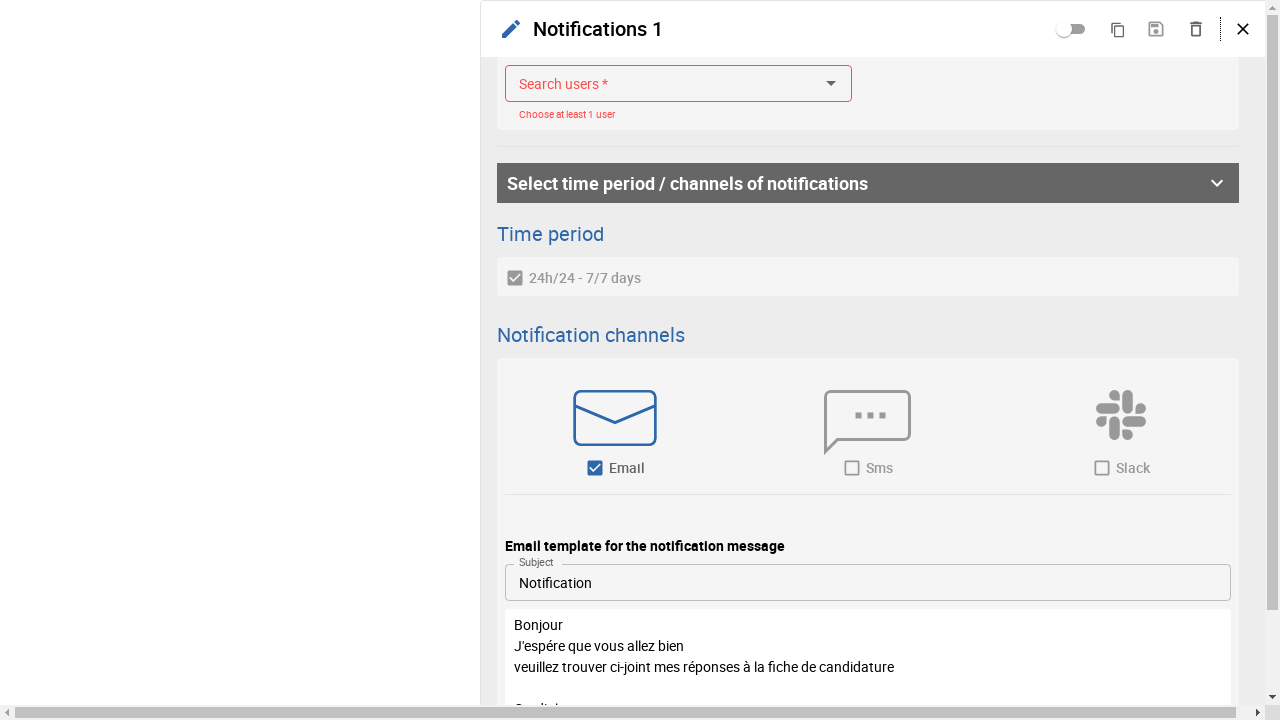 Notifications 1
Search users *
Choose at least 1 user
Select time period / channels of notifications
Time period
24h/24 - 7/7 days
Notification channels
Email
Sms
Slack
Email template for the notification message
Subject
Notification
Bonjour
J'espére que vous allez bien
veuillez trouver ci-joint mes réponses à la fiche de candidature